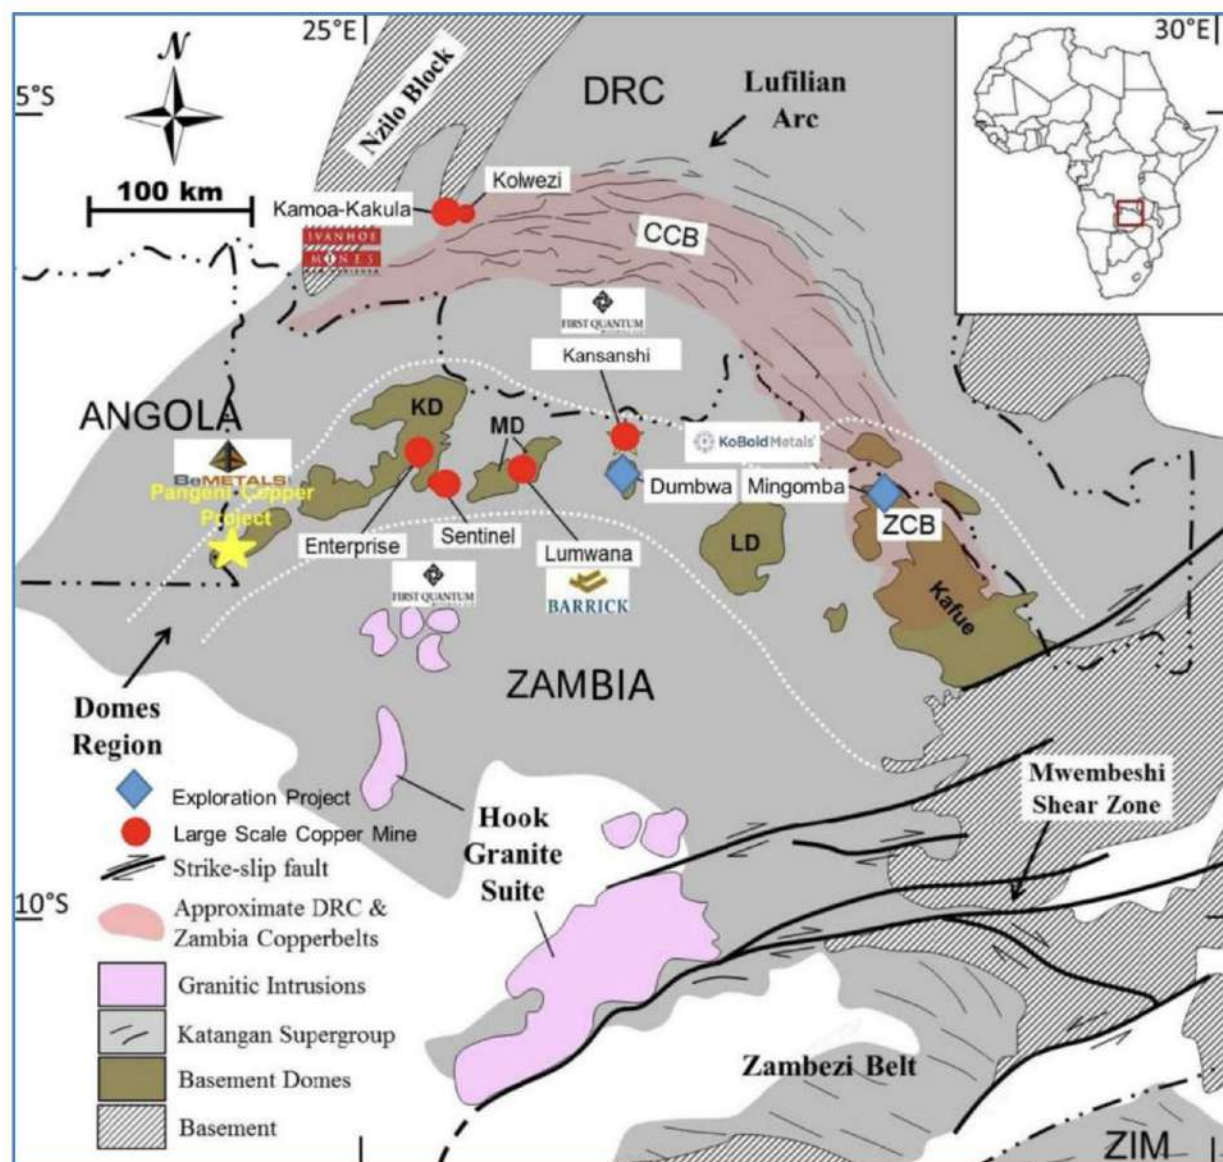 25°E
30°E
N
5°S
100 km
Nzilo Block
DRC
Lufilian
Arc
Kolwezi
Kamoa-Kakula
IVANHOE
MINES
CCB
FIRST QUANTUM
Kansanshi
ANGOLA
KD
MD
KoBold Metals
BeMETALS
Pangeni Copper
Project
Dumbwa
Mingomba
ZCB
Enterprise
Sentinel
Lumwana
LD
FIRST QUANTUM
BARRICK
Kafue
ZAMBIA
Domes
Region
Exploration Project
Large Scale Copper Mine
Strike-slip fault
Hook
Granite
Suite
Mwembeshi
Shear Zone
10°S
Approximate DRC &
Zambia Copperbelts
Granitic Intrusions
Katangan Supergroup
Basement Domes
Basement
Zambezi Belt
ZIM